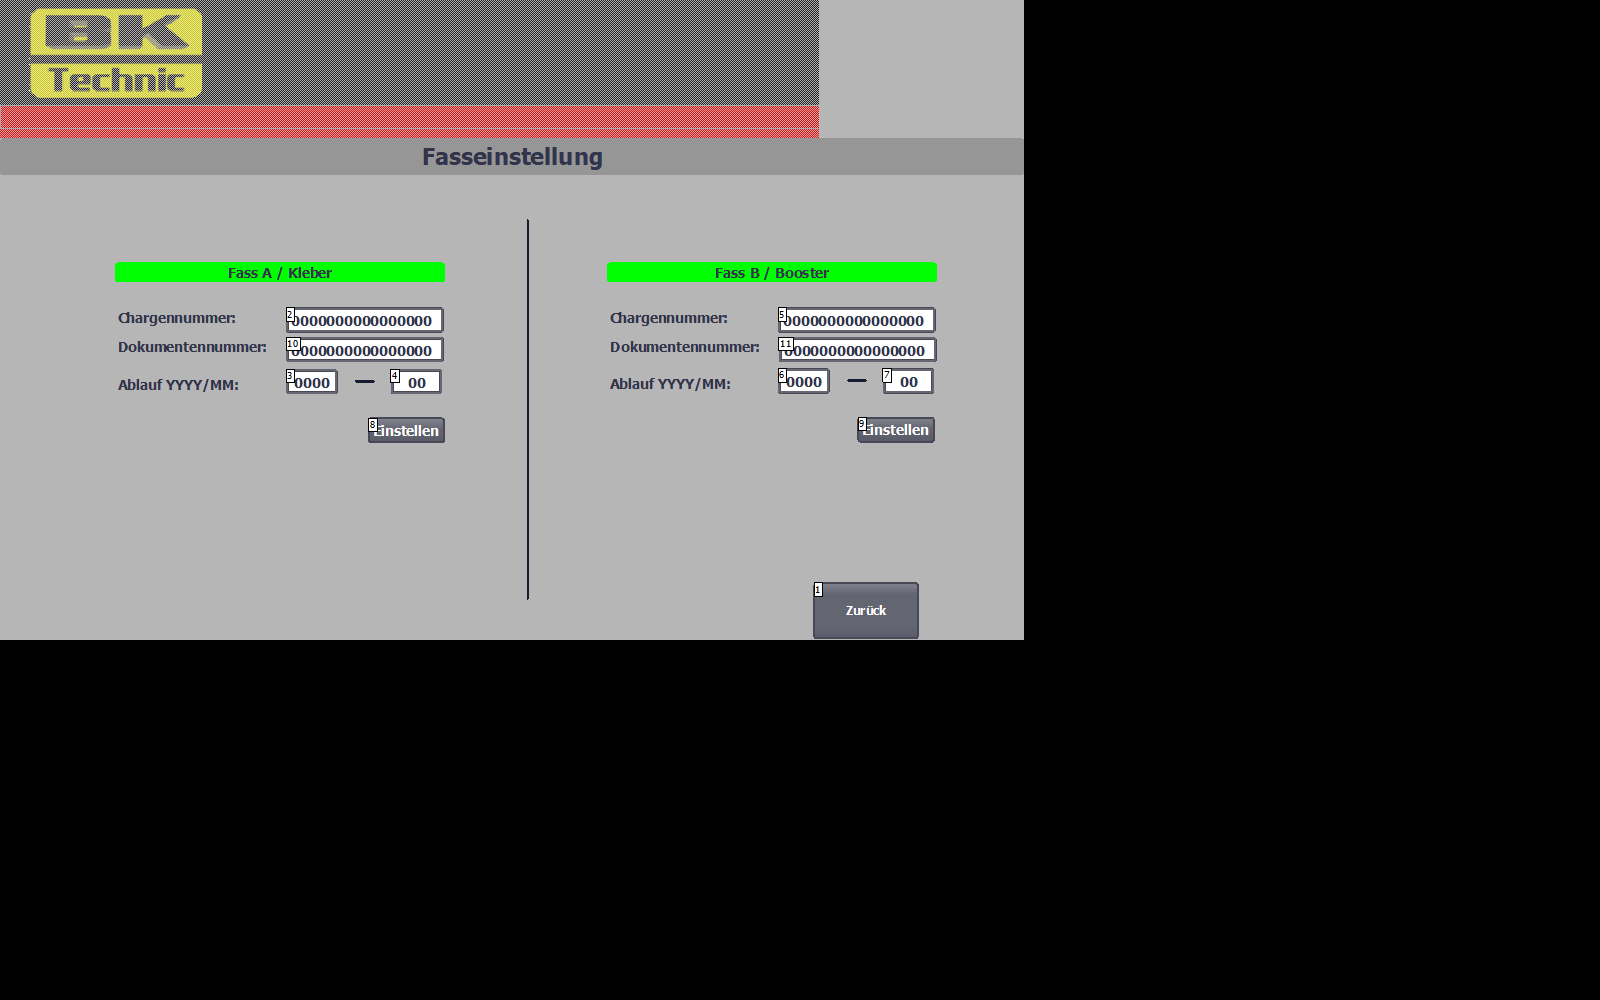 BK
Technic
Fasseinstellung
Fass A / Kleber
2
Chargennummer: 0000000000000000
10
Dokumentennummer: 0000000000000000
3 4
Ablauf YYYY/MM: 0000 — 00
8
Einstellen
Fass B / Booster
5
Chargennummer: 0000000000000000
11
Dokumentennummer: 0000000000000000
6 7
Ablauf YYYY/MM: 0000 — 00
9
Einstellen
1
Zurück